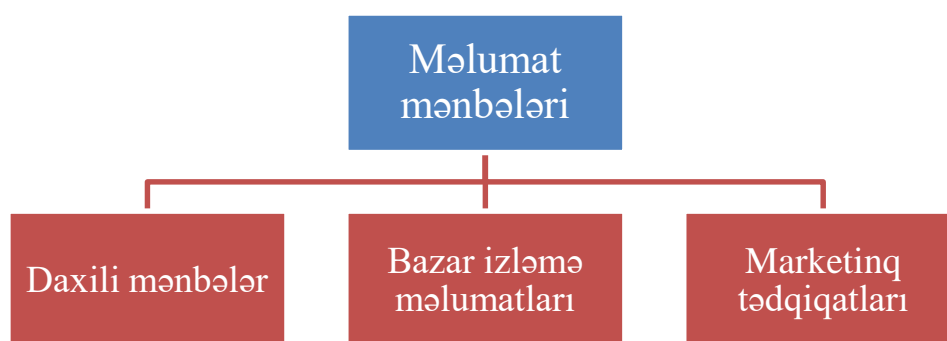 Məlumat
mənbələri
Daxili mənbələr
Bazar izləmə
məlumatları
Marketinq
tədqiqatları